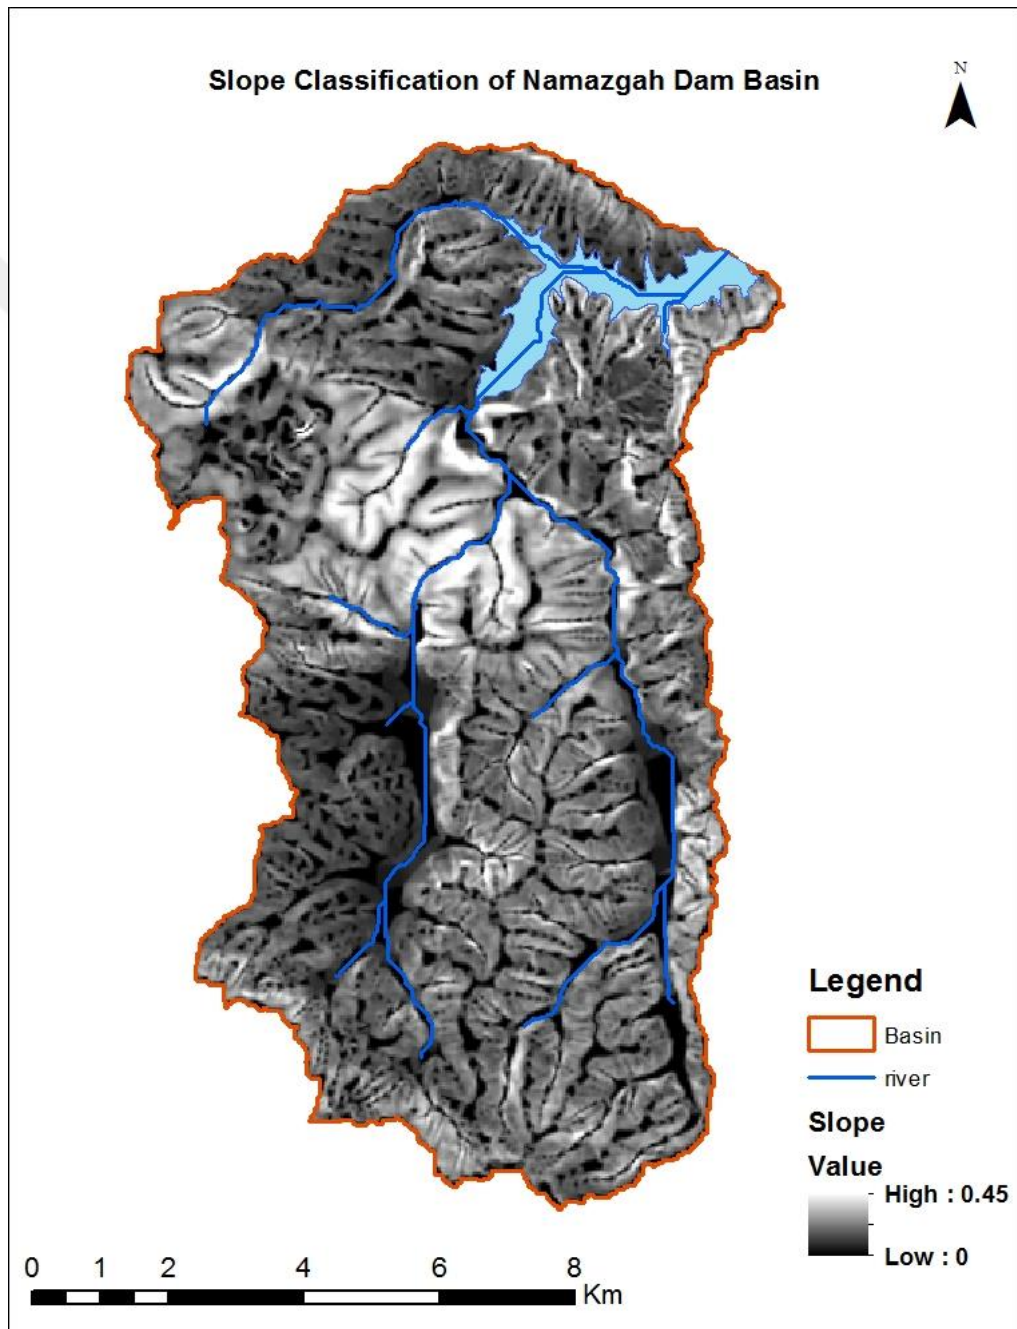 Slope Classification of Namazgah Dam Basin
N
Legend
Basin
river
Slope
Value
High : 0.45
Low : 0
0 1 2 4 6 8
Km